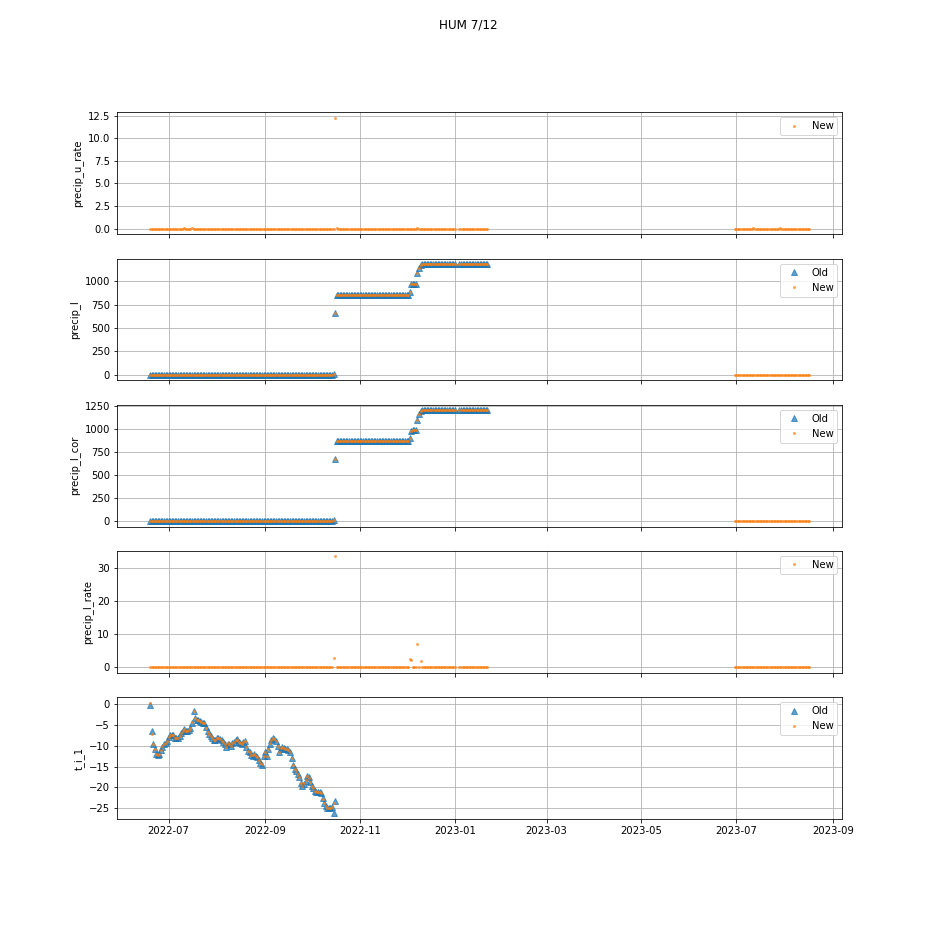 HUM 7/12
precip_u_rate
12.5
10.0
7.5
5.0
2.5
0.0
New
precip_l
1000
750
500
250
0
Old
New
precip_l_cor
1250
1000
750
500
250
0
Old
New
precip_l_rate
30
20
10
0
New
t_i_1
0
−5
−10
−15
−20
−25
Old
New
2022-07 2022-09 2022-11 2023-01 2023-03 2023-05 2023-07 2023-09